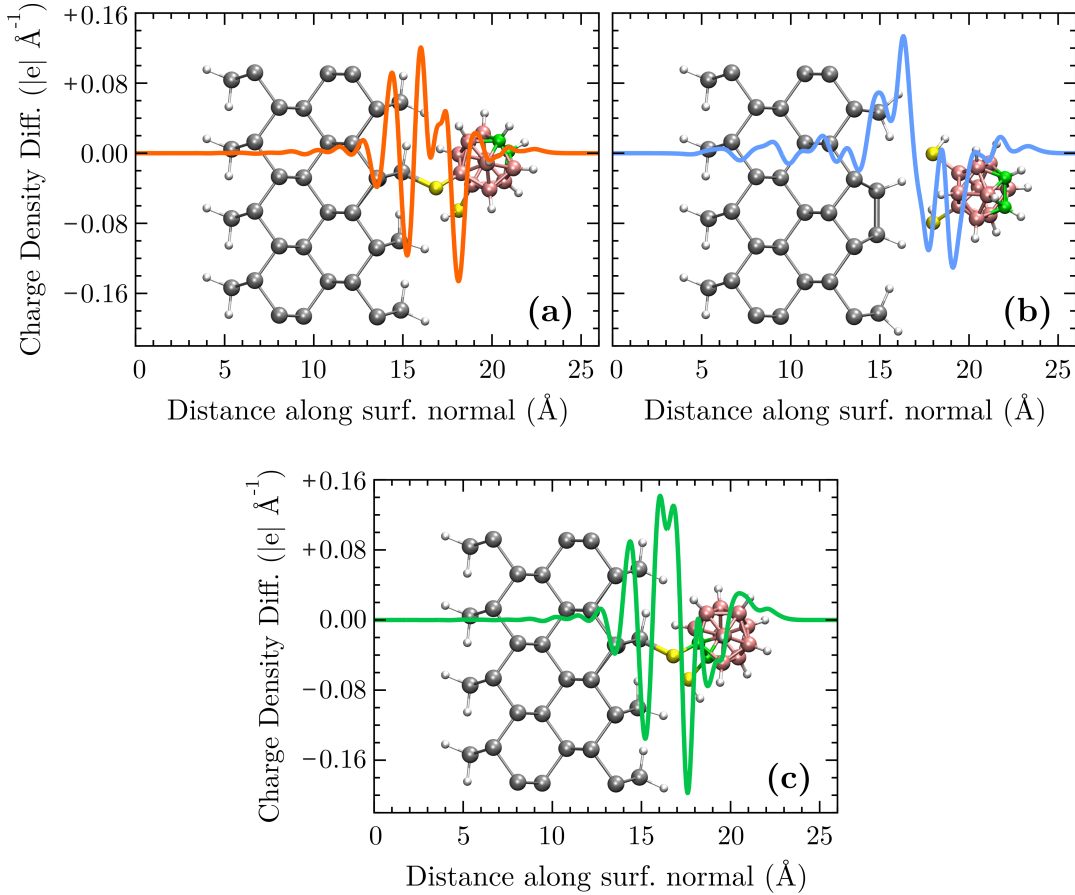 +0.16
+0.08
0.00
−0.08
−0.16
Charge Density Diff. (|e| Å-1)
(a)
(b)
0 5 10 15 20 25
0 5 10 15 20 25
Distance along surf. normal (Å)
Distance along surf. normal (Å)
+0.16
+0.08
0.00
−0.08
−0.16
Charge Density Diff. (|e| Å-1)
(c)
0 5 10 15 20 25
Distance along surf. normal (Å)